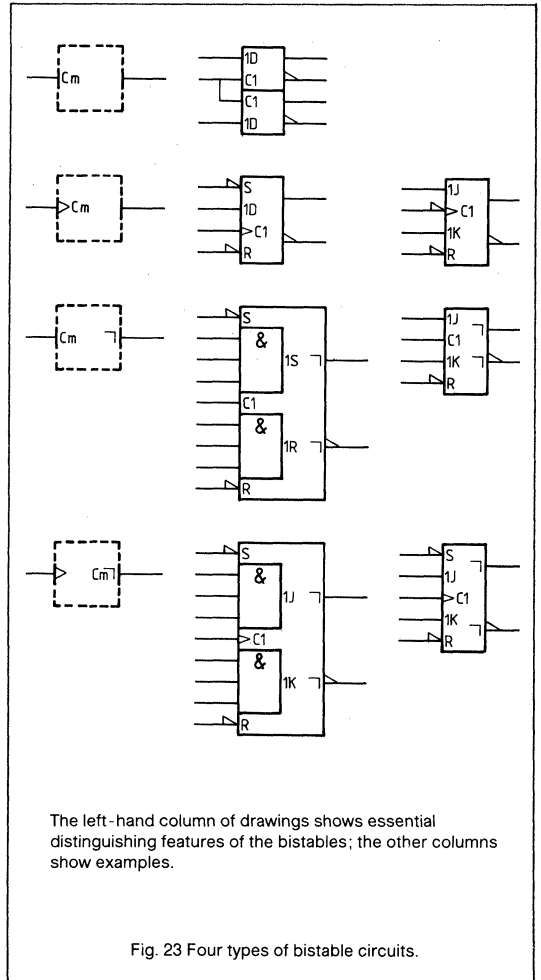 Cm
1D
C1
C1
1D
Cm
S
1D
C1
R
1J
C1
1K
R
Cm ┐
S
&
1S ┐
C1
&
1R ┐
R
1J ┐
C1
1K ┐
R
Cm ┐
S
&
1J ┐
C1
&
1K ┐
R
S
1J ┐
C1
1K ┐
R
The left-hand column of drawings shows essential
distinguishing features of the bistables; the other columns
show examples.
Fig. 23 Four types of bistable circuits.